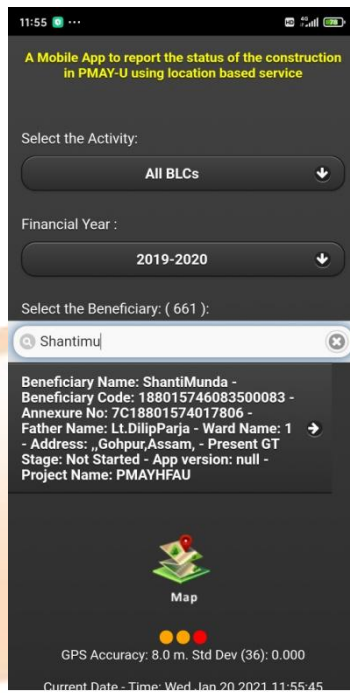 11:55
A Mobile App to report the status of the construction
in PMAY-U using location based service
Select the Activity:
All BLCs
Financial Year :
2019-2020
Select the Beneficiary: ( 661 ):
Shantimu
Beneficiary Name: ShantiMunda -
Beneficiary Code: 188015746083500083 -
Annexure No: 7C18801574017806 -
Father Name: Lt.DilipParja - Ward Name: 1
- Address: ,,Gohpur,Assam, - Present GT
Stage: Not Started - App version: null -
Project Name: PMAYHFAU
Map
GPS Accuracy: 8.0 m. Std Dev (36): 0.000
Current Date - Time: Wed Jan 20 2021 11:55:45